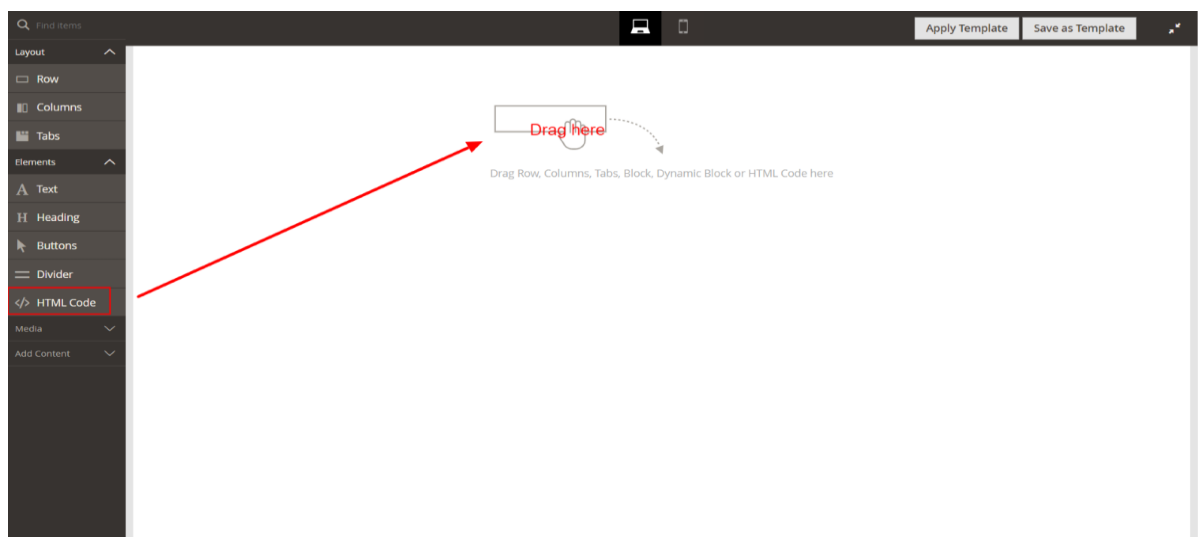 Find items
Apply Template
Save as Template
Layout
Row
Columns
Tabs
Elements
Text
Heading
Buttons
Divider
HTML Code
Media
Add Content
Drag here
Drag Row, Columns, Tabs, Block, Dynamic Block or HTML Code here